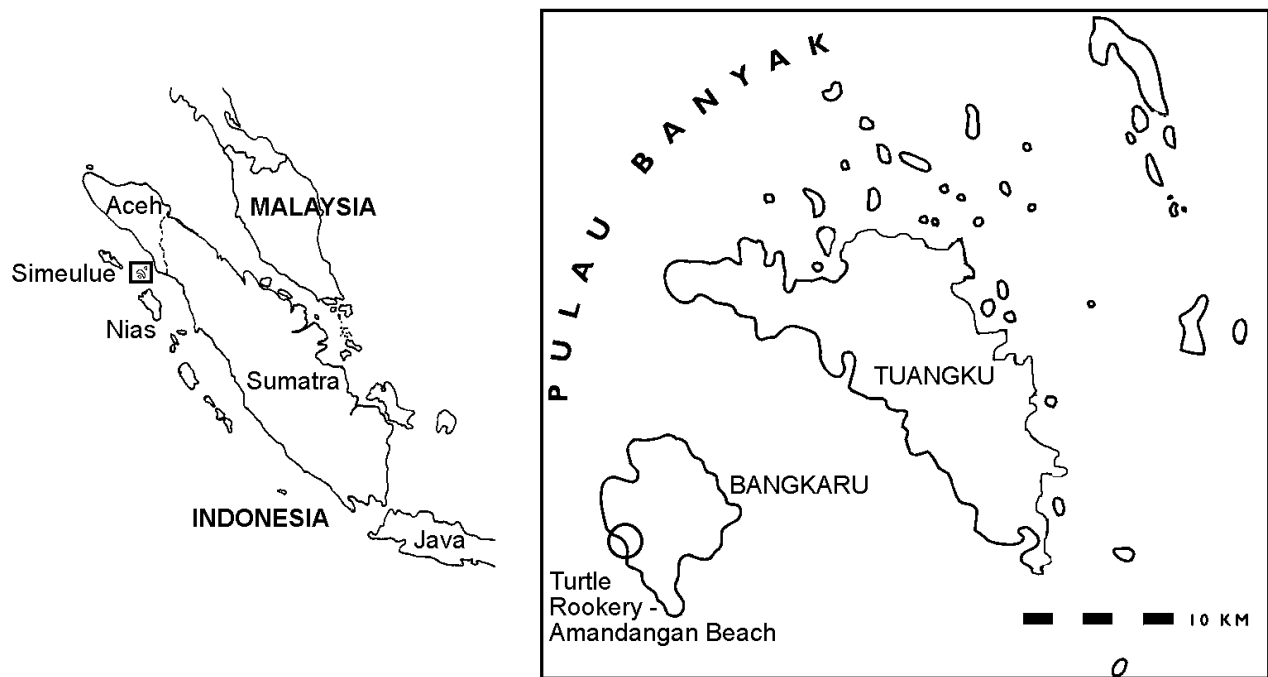 Aceh
MALAYSIA
Simeulue
Nias
Sumatra
INDONESIA
Java
PULAU BANYAK
TUANGKU
BANGKARU
Turtle
Rookery -
Amandangan Beach
10 KM